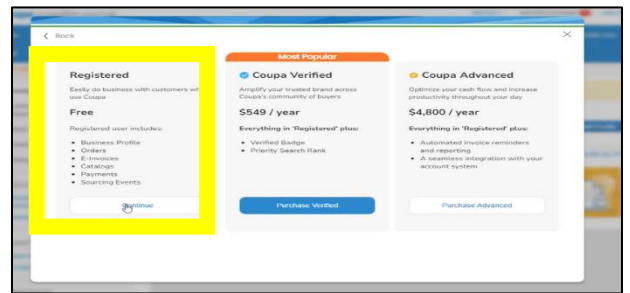 Back
Most Popular
Registered
Easily do business with customers wh
use Coupa
Free
Registered user includes:
• Business Profile
• Orders
• E-Invoices
• Catalogs
• Payments
• Sourcing Events
Continue
Coupa Verified
Amplify your trusted brand across
Coupa's community of buyers
$549 / year
Everything in 'Registered' plus:
• Verified Badge
• Priority Search Rank
Purchase Verified
Coupa Advanced
Optimize your cash flow and increase
productivity throughout your day
$4,800 / year
Everything in 'Registered' plus:
• Automated invoice reminders
and reporting
• A seamless integration with your
account system
Purchase Advanced